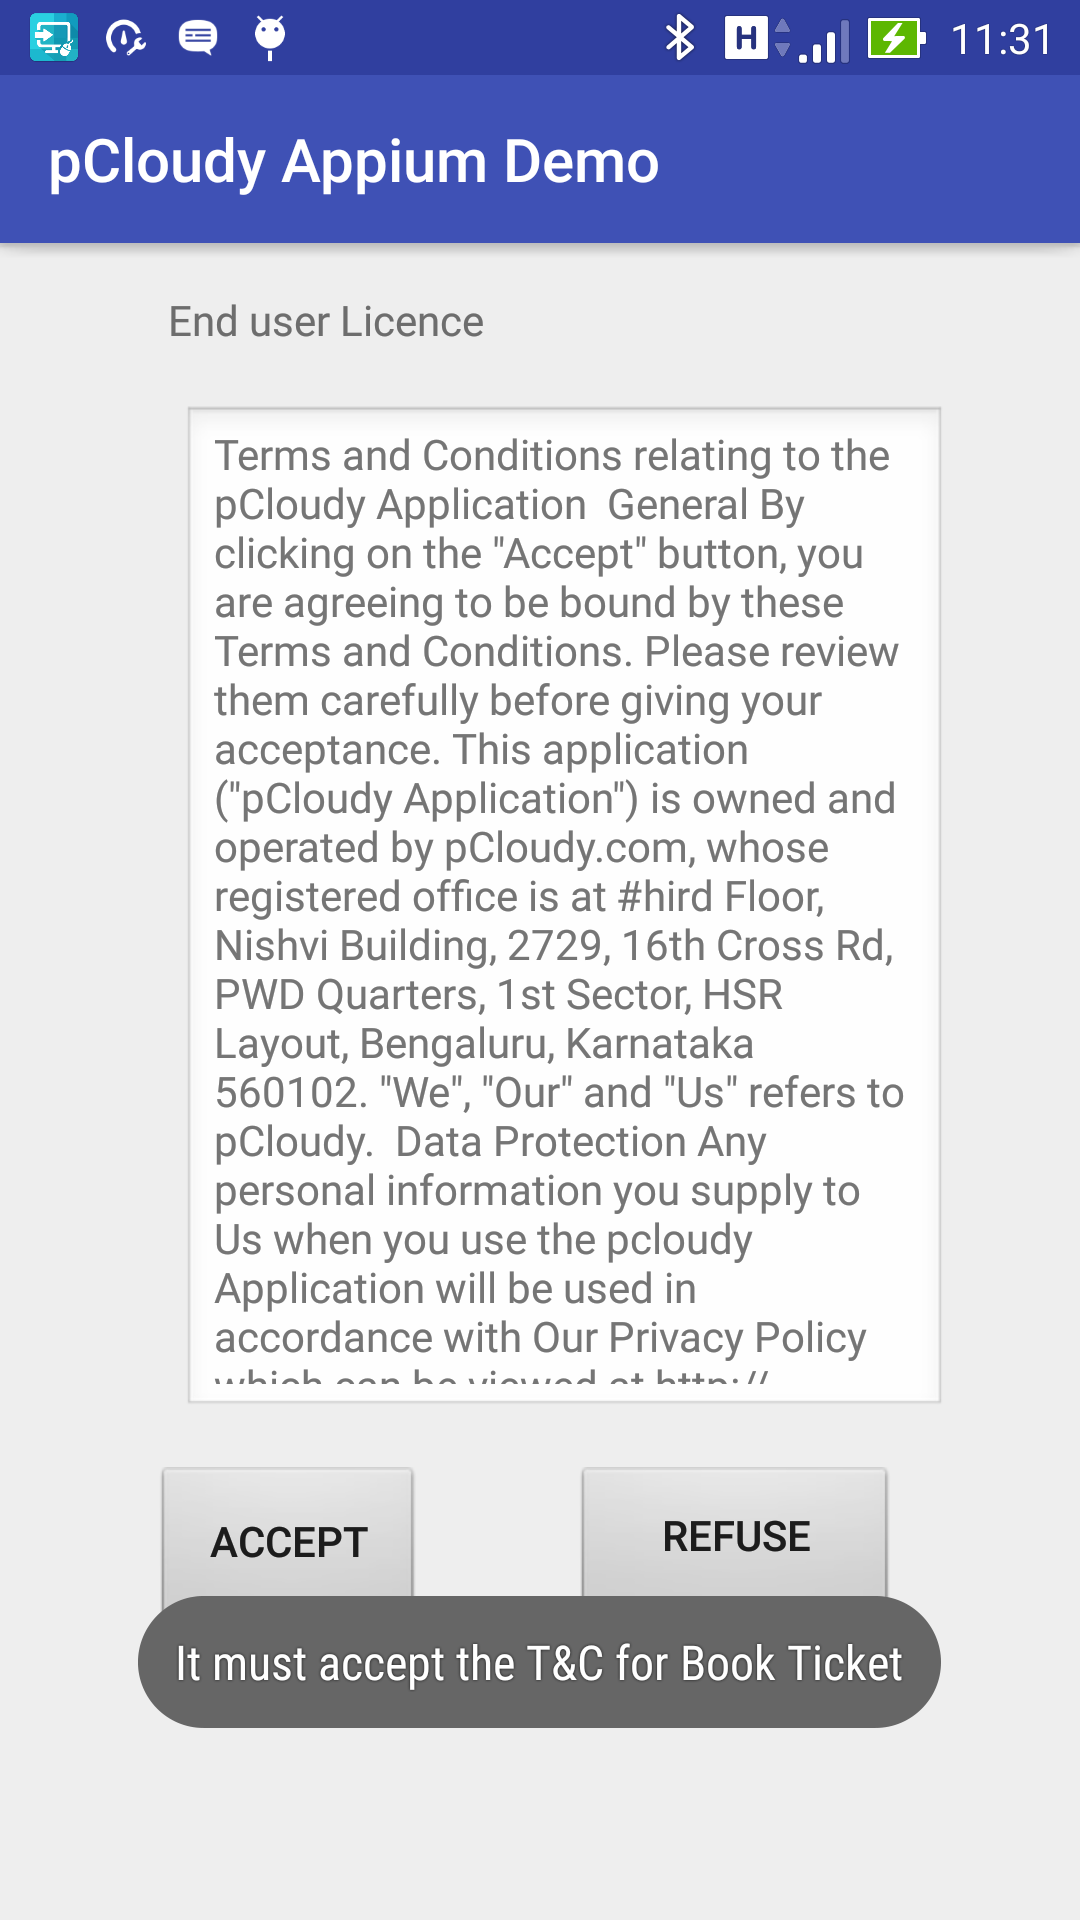 11:31
pCloudy Appium Demo
End user Licence
Terms and Conditions relating to the
pCloudy Application  General By
clicking on the "Accept" button, you
are agreeing to be bound by these
Terms and Conditions. Please review
them carefully before giving your
acceptance. This application
("pCloudy Application") is owned and
operated by pCloudy.com, whose
registered office is at #hird Floor,
Nishvi Building, 2729, 16th Cross Rd,
PWD Quarters, 1st Sector, HSR
Layout, Bengaluru, Karnataka
560102. "We", "Our" and "Us" refers to
pCloudy.  Data Protection Any
personal information you supply to
Us when you use the pcloudy
Application will be used in
accordance with Our Privacy Policy
which can be viewed at http://
ACCEPT
REFUSE
It must accept the T&C for Book Ticket